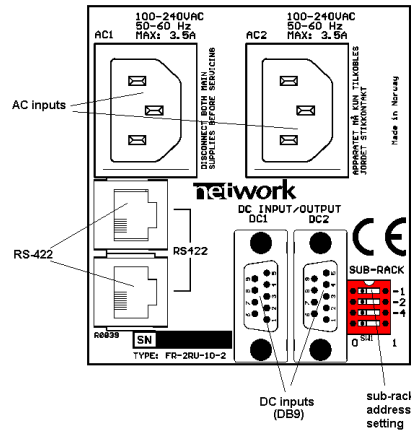 100-240VAC
50-60 Hz
MAX: 3.5A
AC1
100-240VAC
50-60 Hz
MAX: 3.5A
AC2
AC inputs
DISCONNECT BOTH MAIN
SUPPLIES BEFORE SERVICING
APPARATET MÅ KUN TILKOBLES
JORDET STIKKONTAKT
Made in Norway
network
DC INPUT/OUTPUT
DC1
DC2
CE
RS-422
RS422
SUB-RACK
-1
-2
-4
SW1
0
1
R0039
SN
TYPE: FR-2RU-10-2
DC inputs
(DB9)
sub-rack
address
setting